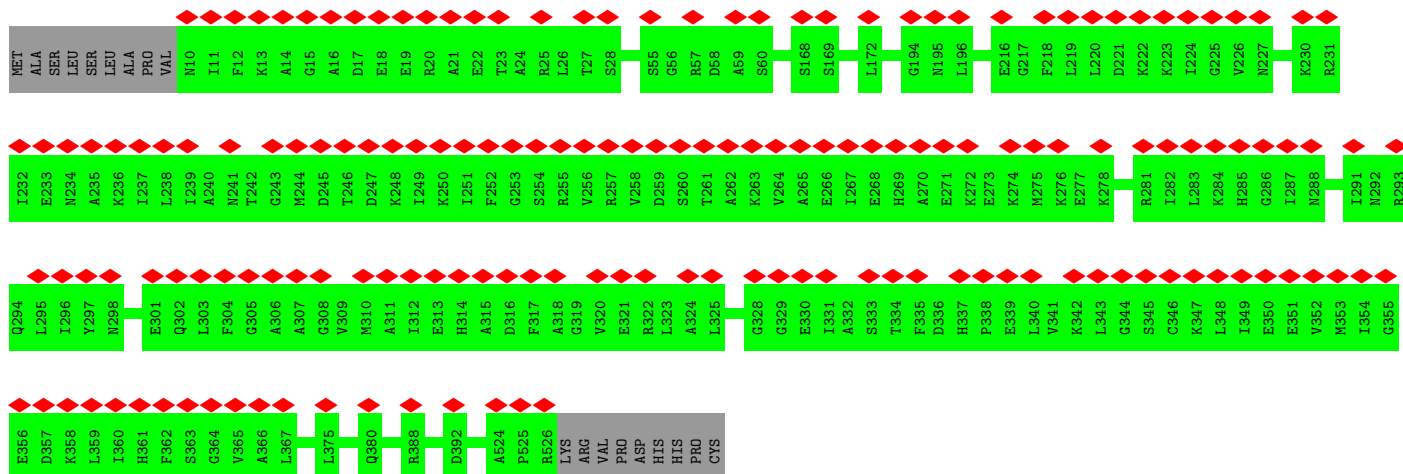 MET ALA SER LEU SER LEU ALA PRO VAL N10 I11 F12 K13 A14 G15 A16 D17 E18 E19 R20 A21 E22 T23 A24 R25 L26 T27 S28 S55 G56 R57 D58 A59 S60 S168 S169 L172 G194 N195 L196 E216 G217 F218 L219 L220 D221 K222 K223 I224 G225 V226 N227 K230 R231
I232 E233 N234 A235 K236 I237 L238 I239 A240 N241 T242 G243 M244 D245 T246 D247 K248 I249 K250 I251 F252 G253 S254 R255 V256 R257 V258 D259 S260 T261 A262 K263 V264 A265 E266 I267 E268 H269 A270 E271 K272 E273 K274 M275 K276 E277 K278 R281 I282 L283 K284 H285 G286 I287 N288 I291 N292 R293
Q294 L295 I296 Y297 N298 E301 Q302 L303 F304 G305 A306 A307 G308 V309 M310 A311 I312 E313 H314 A315 D316 F317 A318 G319 V320 E321 R322 L323 A324 L325 G328 G329 E330 I331 A332 S333 T334 F335 D336 H337 P338 E339 L340 V341 K342 L343 G344 S345 C346 K347 L348 I349 E350 E351 V352 M353 I354 G355
E356 D357 K358 L359 I360 H361 F362 S363 G364 V365 A366 L367 L375 Q380 R388 D392 A524 P525 R526 LYS ARG VAL PRO ASP HIS HIS PRO CYS